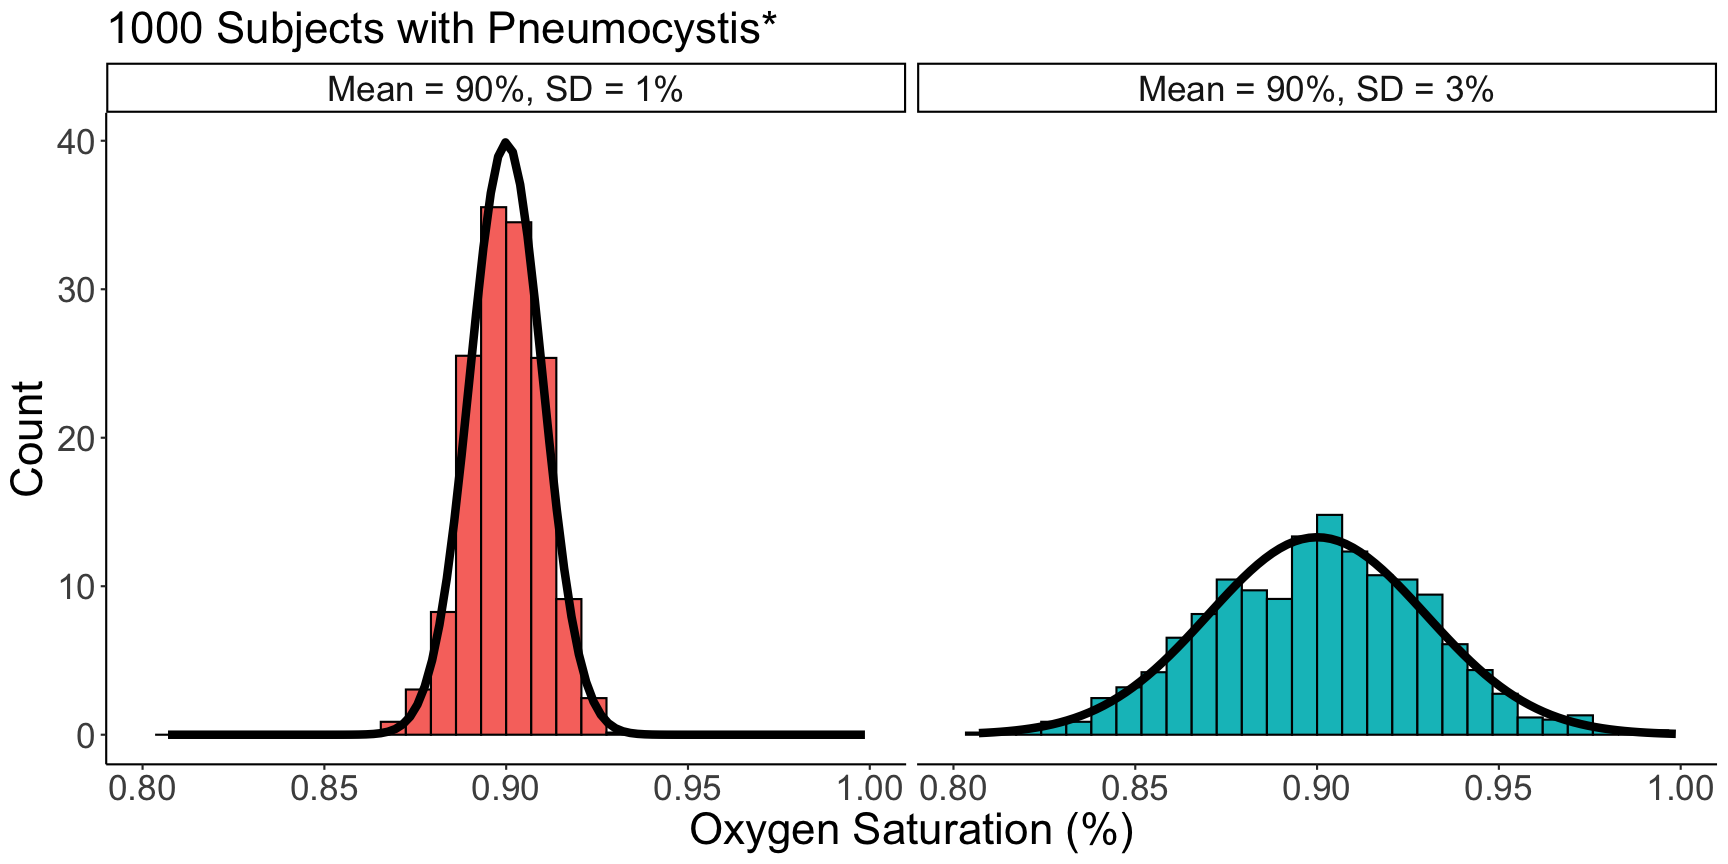 1000 Subjects with Pneumocystis*
Mean = 90%, SD = 1%
Mean = 90%, SD = 3%
Count
40
30
20
10
0
0.80 0.85 0.90 0.95 1.00
0.80 0.85 0.90 0.95 1.00
Oxygen Saturation (%)